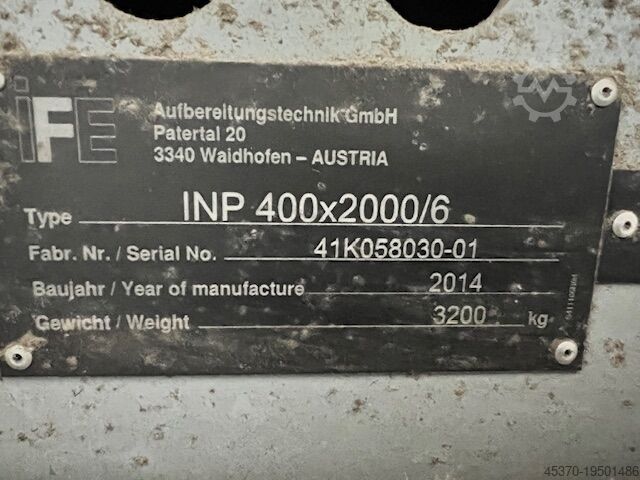 iFE
Aufbereitungstechnik GmbH
Patertal 20
3340 Waidhofen – AUSTRIA
Type INP 400x2000/6
Fabr. Nr. / Serial No. 41K058030-01
Baujahr / Year of manufacture 2014
Gewicht / Weight 3200 kg
45370-19501486